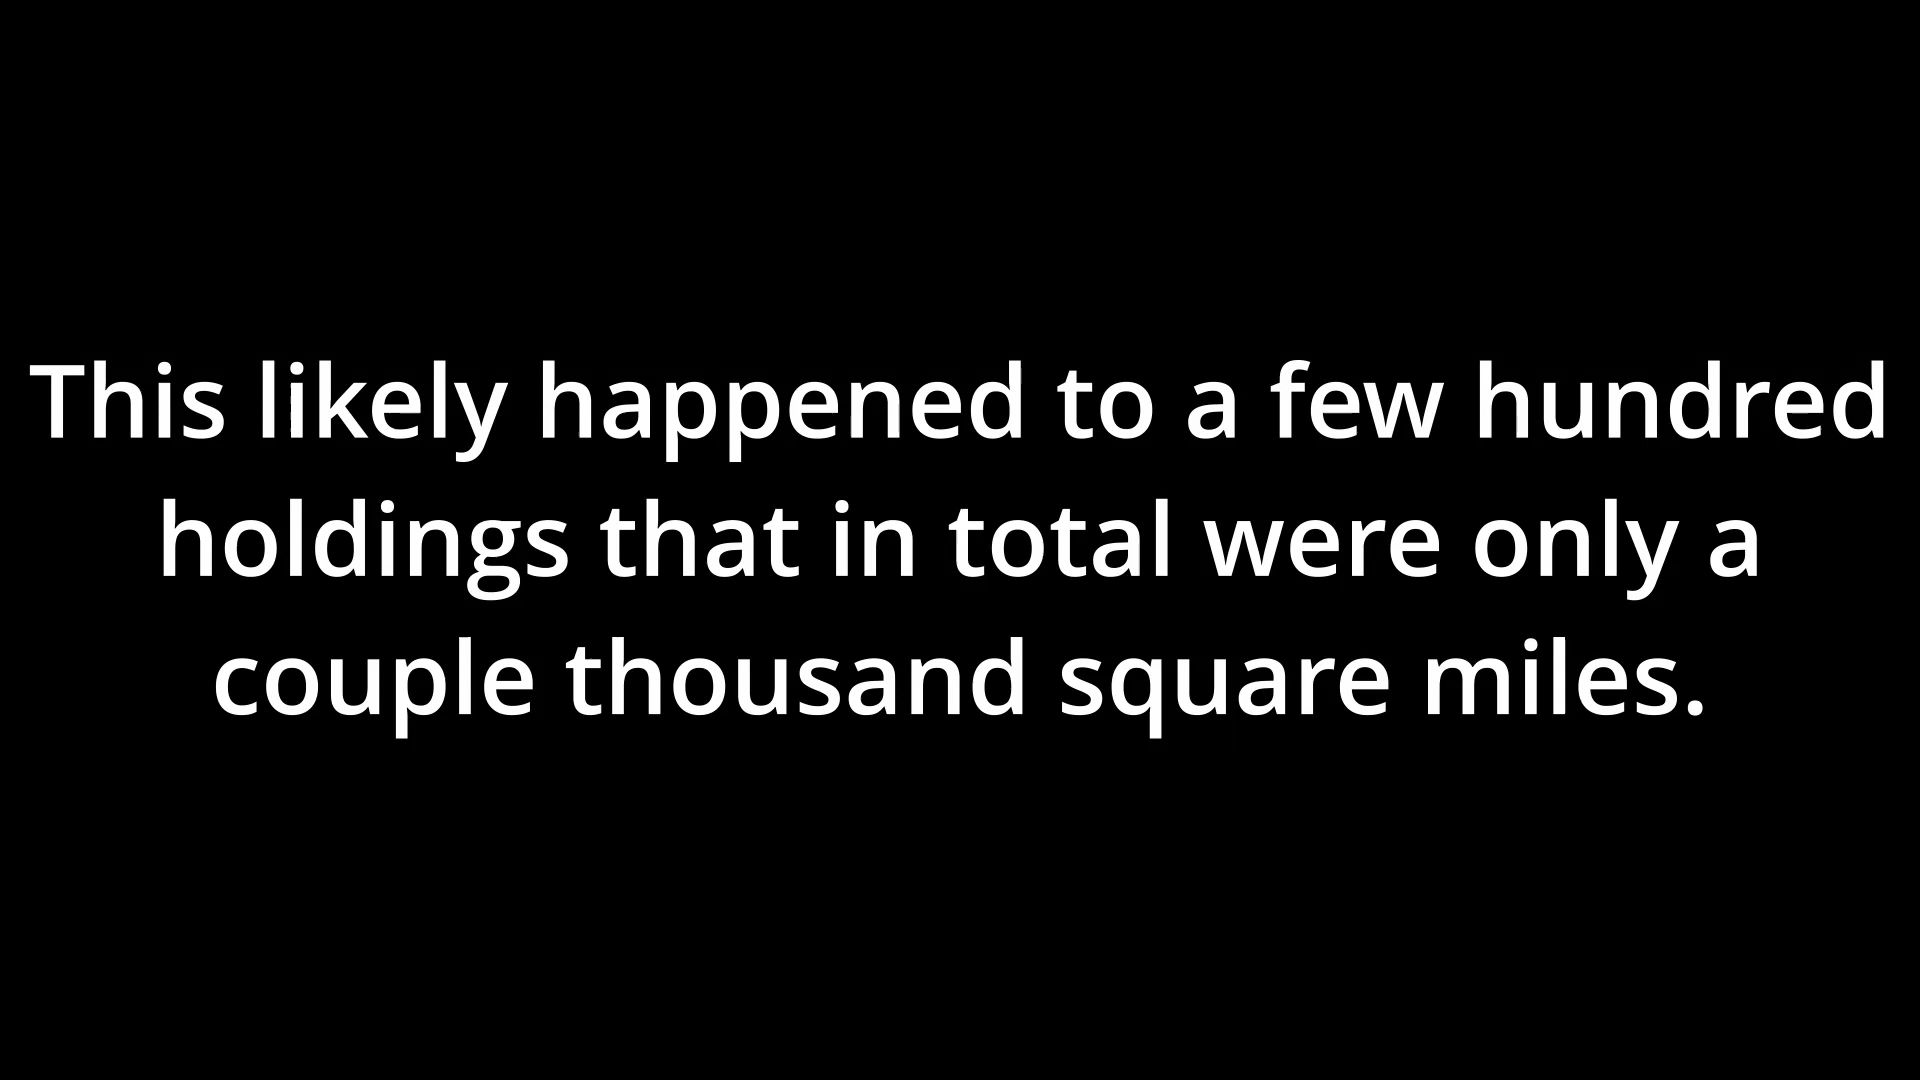 This likely happened to a few hundred
holdings that in total were only a
couple thousand square miles.